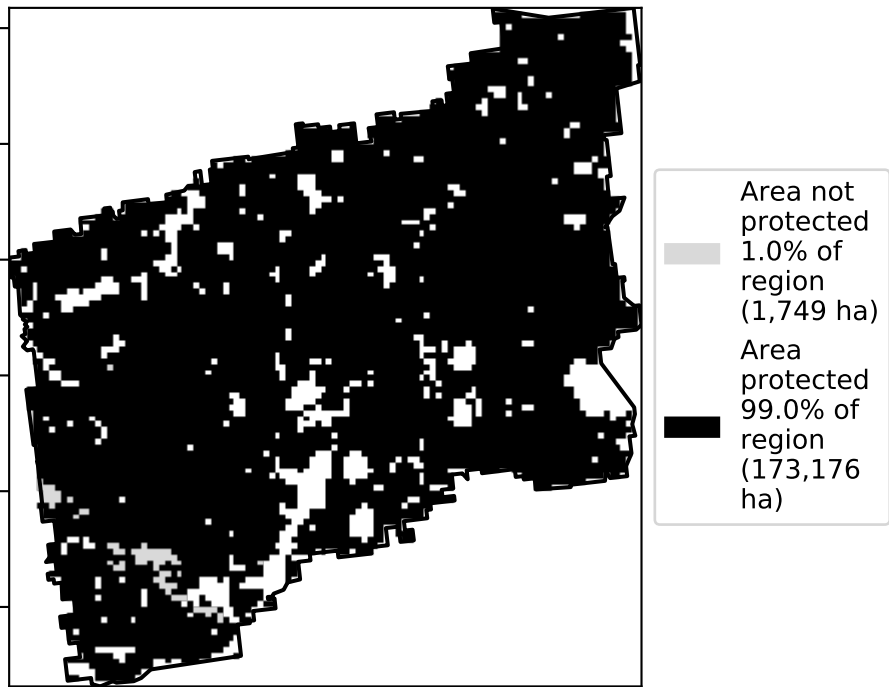 Area not
protected
1.0% of
region
(1,749 ha)
Area
protected
99.0% of
region
(173,176
ha)